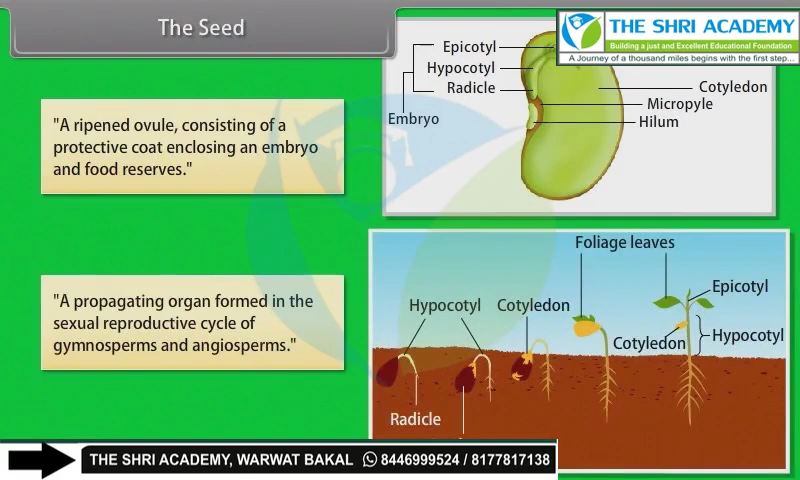 The Seed
THE SHRI ACADEMY
Building a just and Excellent Educational Foundation
A Journey of a thousand miles begins with the first step...
Epicotyl
Hypocotyl
Radicle
Embryo
Cotyledon
Micropyle
Hilum
"A ripened ovule, consisting of a
protective coat enclosing an embryo
and food reserves."
Foliage leaves
Hypocotyl
Cotyledon
Epicotyl
Cotyledon
Hypocotyl
Radicle
"A propagating organ formed in the
sexual reproductive cycle of
gymnosperms and angiosperms."
THE SHRI ACADEMY, WARWAT BAKAL 8446999524 / 8177817138